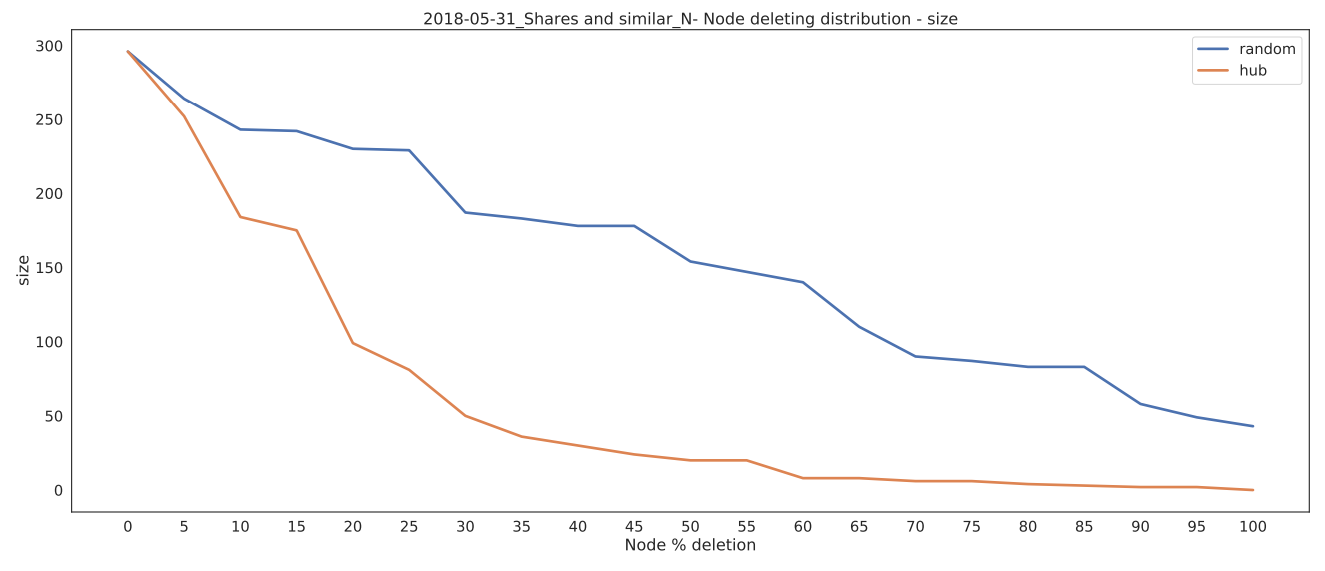 2018-05-31_Shares and similar_N- Node deleting distribution - size
random
hub
300
250
200
150
100
50
0
size
0 5 10 15 20 25 30 35 40 45 50 55 60 65 70 75 80 85 90 95 100
Node % deletion